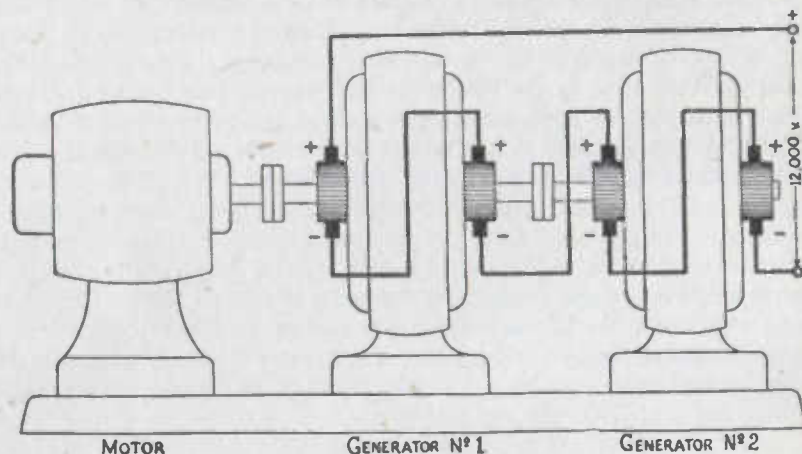 +
+ + + +
12,000 v
- - - -
MOTOR GENERATOR Nº 1 GENERATOR Nº 2